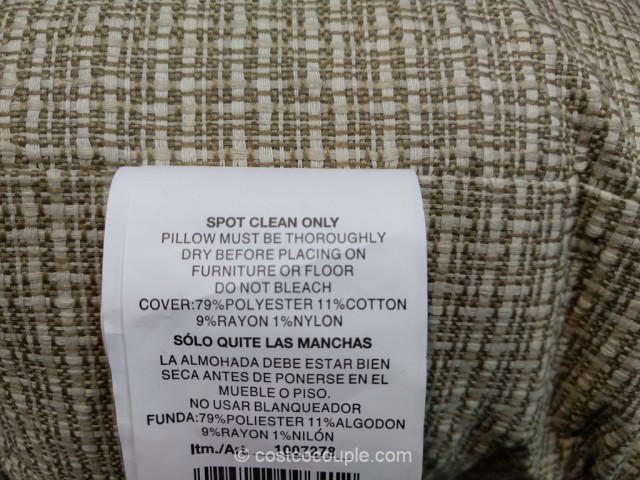 SPOT CLEAN ONLY
PILLOW MUST BE THOROUGHLY
DRY BEFORE PLACING ON
FURNITURE OR FLOOR
DO NOT BLEACH
COVER:79%POLYESTER 11%COTTON
9%RAYON 1%NYLON
SÓLO QUITE LAS MANCHAS
LA ALMOHADA DEBE ESTAR BIEN
SECA ANTES DE PONERSE EN EL
MUEBLE O PISO.
NO USAR BLANQUEADOR
FUNDA:79%POLIESTER 11%ALGODON
9%RAYON 1%NILÓN
Itm./Art. 1007278
© costcocouple.com